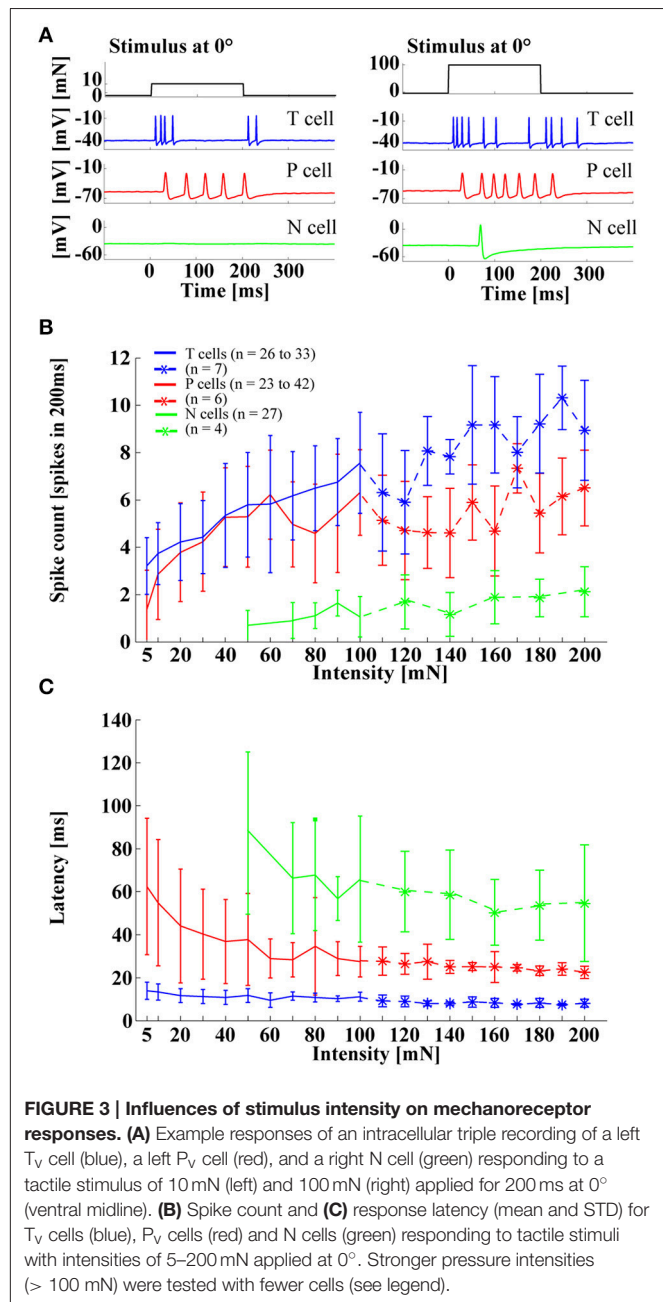 A
Stimulus at 0°
Stimulus at 0°
[mN]
10
0
100
0
[mV]
-10
-40
T cell
-10
-40
T cell
[mV]
-10
-70
P cell
-10
-70
P cell
[mV]
0
-60
N cell
0
-60
N cell
0 100 200 300
Time [ms]
0 100 200 300
Time [ms]
B
T cells (n = 26 to 33)
(n = 7)
P cells (n = 23 to 42)
(n = 6)
N cells (n = 27)
(n = 4)
Spike count [spikes in 200ms]
12
10
8
6
4
2
0
5 20 40 60 80 100 120 140 160 180 200
Intensity [mN]
C
Latency [ms]
140
120
100
80
60
40
20
0
5 20 40 60 80 100 120 140 160 180 200
Intensity [mN]
FIGURE 3 | Influences of stimulus intensity on mechanoreceptor
responses. (A) Example responses of an intracellular triple recording of a left
Tv cell (blue), a left Pv cell (red), and a right N cell (green) responding to a
tactile stimulus of 10 mN (left) and 100 mN (right) applied for 200 ms at 0°
(ventral midline). (B) Spike count and (C) response latency (mean and STD) for
Tv cells (blue), Pv cells (red) and N cells (green) responding to tactile stimuli
with intensities of 5–200 mN applied at 0°. Stronger pressure intensities
(> 100 mN) were tested with fewer cells (see legend).